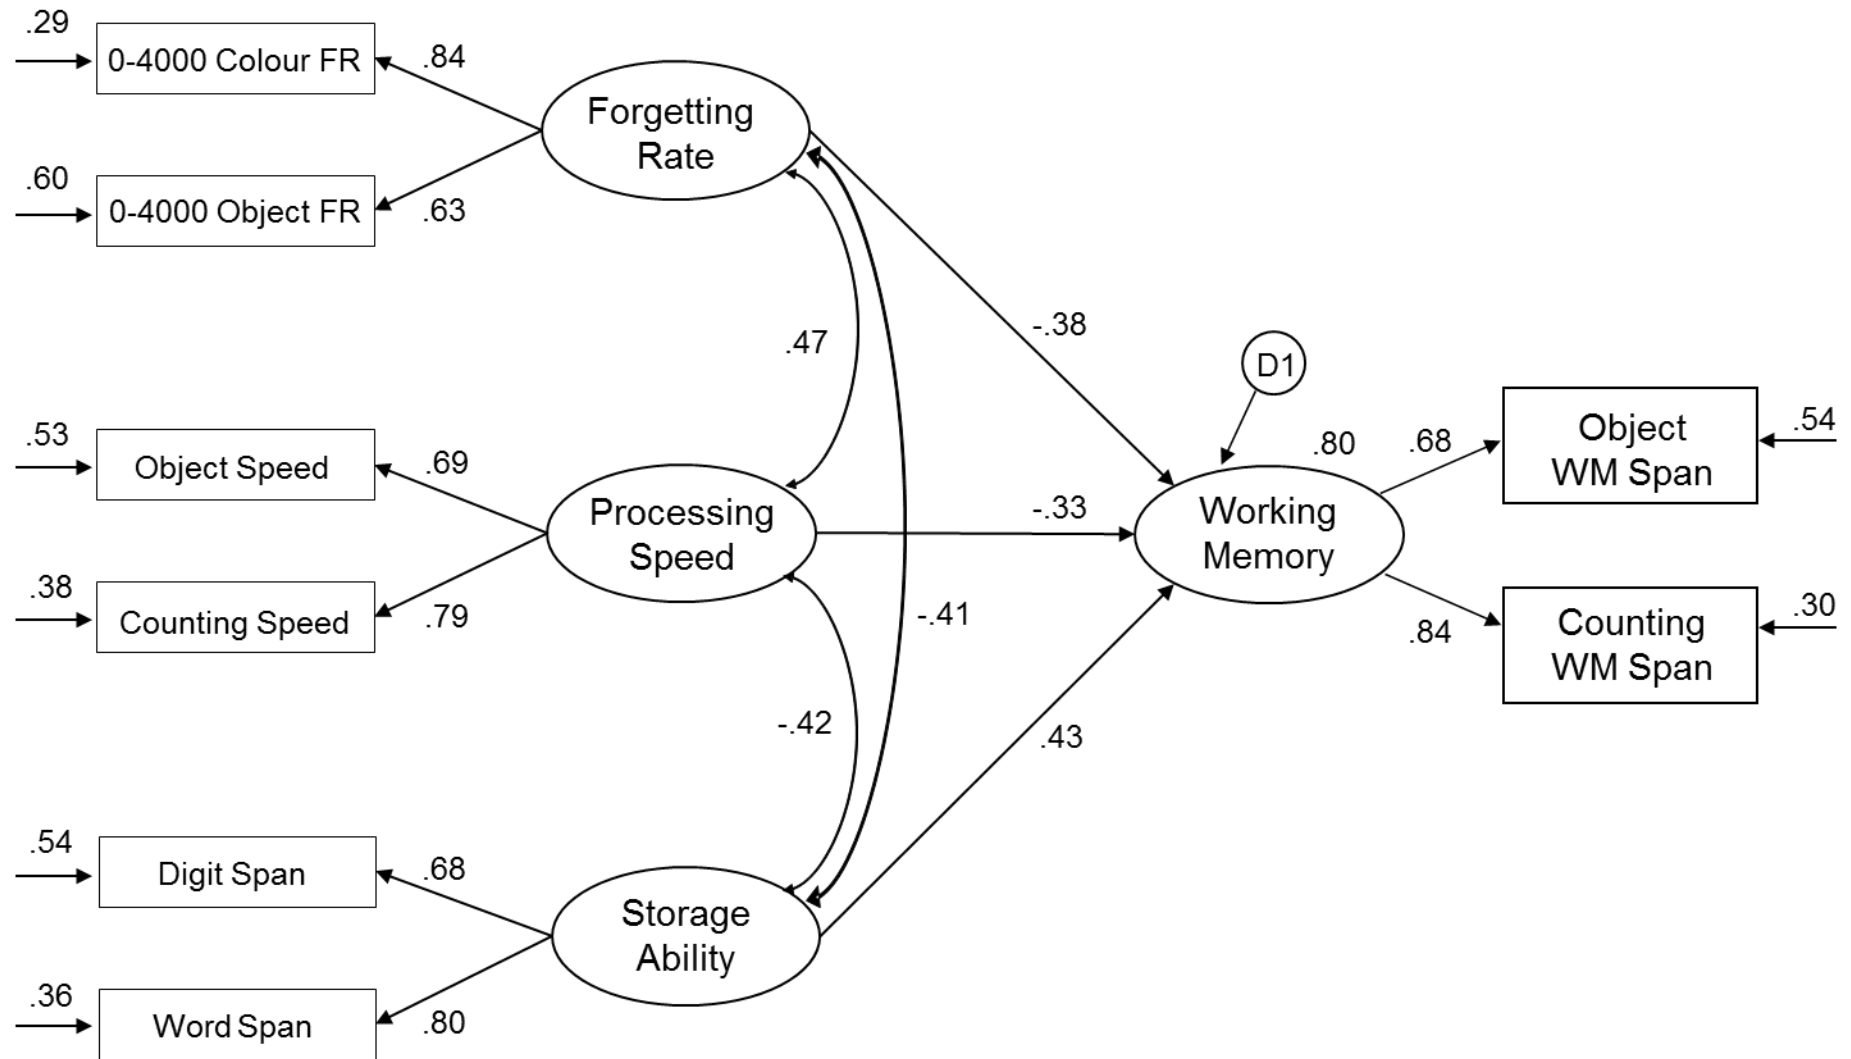 .29
0-4000 Colour FR
.84
.60
0-4000 Object FR
.63
Forgetting
Rate
.47
-.38
.53
Object Speed
.69
.38
Counting Speed
.79
Processing
Speed
-.33
-.41
-.42
.43
.54
Digit Span
.68
.36
Word Span
.80
Storage
Ability
D1
.80
Working
Memory
.68
Object
WM Span
.54
.84
Counting
WM Span
.30